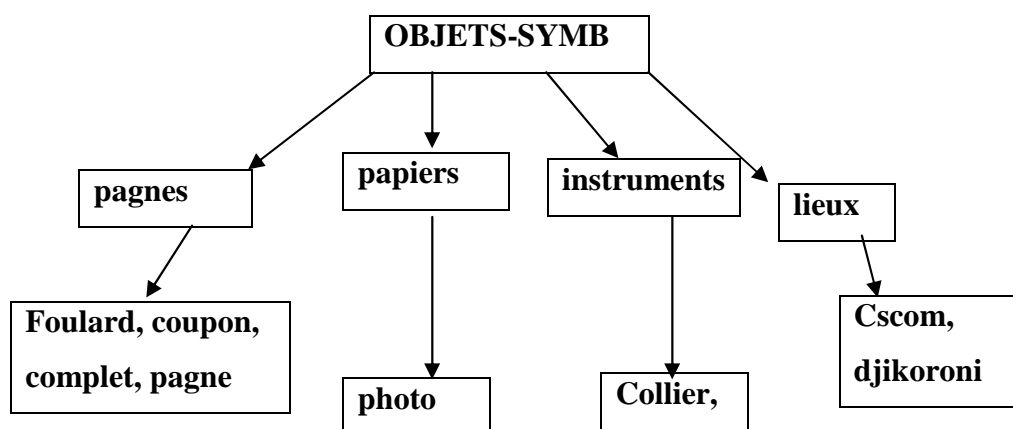 OBJETS-SYMB
pagnes
papiers
instruments
lieux
Foulard, coupon,
complet, pagne
photo
Collier,
Cscom,
djikoroni